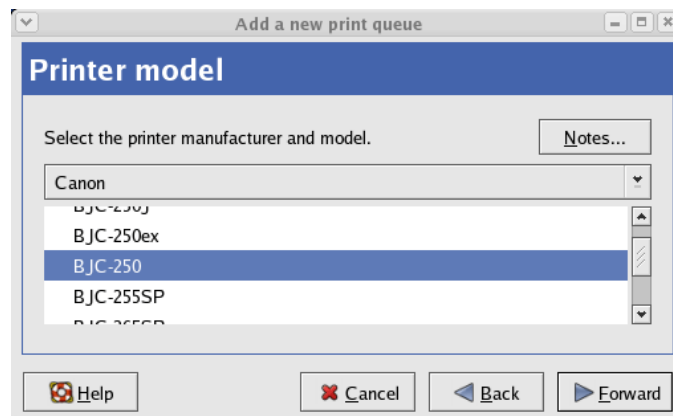 Add a new print queue
Printer model
Select the printer manufacturer and model.
Notes...
Canon
BJC-250ex
BJC-250
BJC-255SP
Help
Cancel
Back
Forward